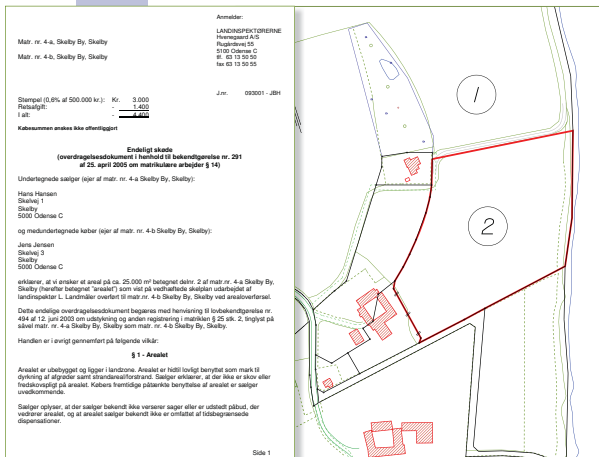 Anmelder:
LANDINSPEKTØRERNE
Hvenegaard A/S
Rugårdsvej 55
5100 Odense C
tlf. 63 13 50 50
fax 63 13 50 55
Matr. nr. 4-a, Skelby By, Skelby
Matr. nr. 4-b, Skelby By, Skelby
J.nr. 093001 - JBH
Stempel (0,6% af 500.000 kr.): Kr. 3.000
Retsafgift: - 1.400
I alt: - 4.400
Købesummen ønskes ikke offentliggjort
Endeligt skøde
(overdragelsesdokument i henhold til bekendtgørelse nr. 291
af 25. april 2005 om matrikulære arbejder § 14)
Undertegnede sælger (ejer af matr. nr. 4-a Skelby By, Skelby):
Hans Hansen
Skelvej 1
Skelby
5000 Odense C
og medundertegnede køber (ejer af matr. nr. 4-b Skelby By, Skelby):
Jens Jensen
Skelvej 3
Skelby
5000 Odense C
erklærer, at vi ønsker et areal på ca. 25.000 m² betegnet delnr. 2 af matr.nr. 4-a Skelby By,
Skelby (herefter betegnet "arealet") som vist på vedhæftede skelplan udarbejdet af
landinspektør L. Landmåler overført til matr.nr. 4-b Skelby By, Skelby ved arealoverførsel.
Dette endelige overdragelsesdokument begæres med henvisning til lovbekendtgørelse nr.
494 af 12. juni 2003 om udstykning og anden registrering i matriklen § 25 stk. 2, tinglyst på
såvel matr. nr. 4-a Skelby By, Skelby som matr. nr. 4-b Skelby By, Skelby.
Handlen er i øvrigt gennemført på følgende vilkår:
§ 1 - Arealet
Arealet er ubebygget og ligger i landzone. Arealet er hidtil lovligt benyttet som mark til
dyrkning af afgrøder samt strandareal/forstrand. Sælger erklærer, at der ikke er skov eller
fredskovspligt på arealet. Købers fremtidige påtænkte benyttelse af arealet er sælger
uvedkommende.
Sælger oplyser, at der sælger bekendt ikke verserer sager eller er udstedt påbud, der
vedrører arealet, og at arealet sælger bekendt ikke er omfattet af tidsbegrænsede
dispensationer.
Side 1
1
2